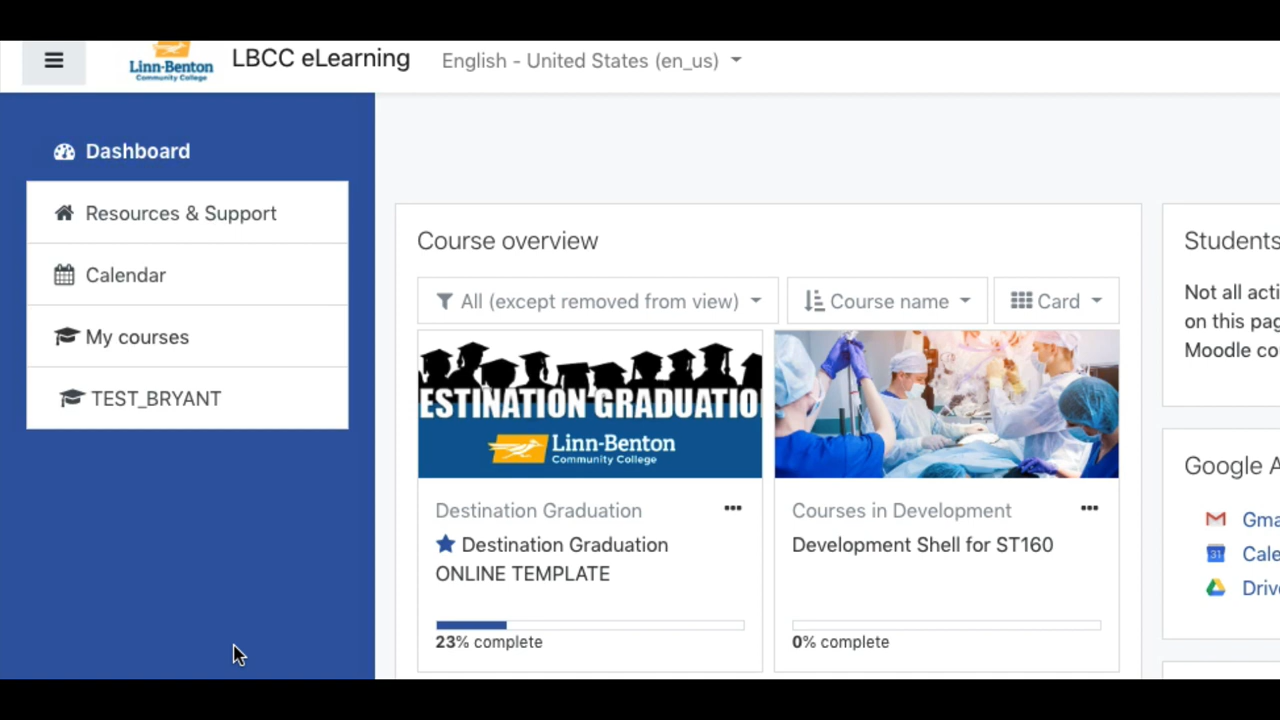 Linn-Benton
Community College
LBCC eLearning
English - United States (en_us)
Dashboard
Resources & Support
Calendar
My courses
TEST_BRYANT
Course overview
All (except removed from view)
Course name
Card
ESTINATION GRADUATIO
Linn-Benton
Community College
Destination Graduation
Destination Graduation
ONLINE TEMPLATE
23% complete
Courses in Development
Development Shell for ST160
0% complete
Students
Not all acti
on this pag
Moodle co
Google A
Gma
31
Cale
Drive